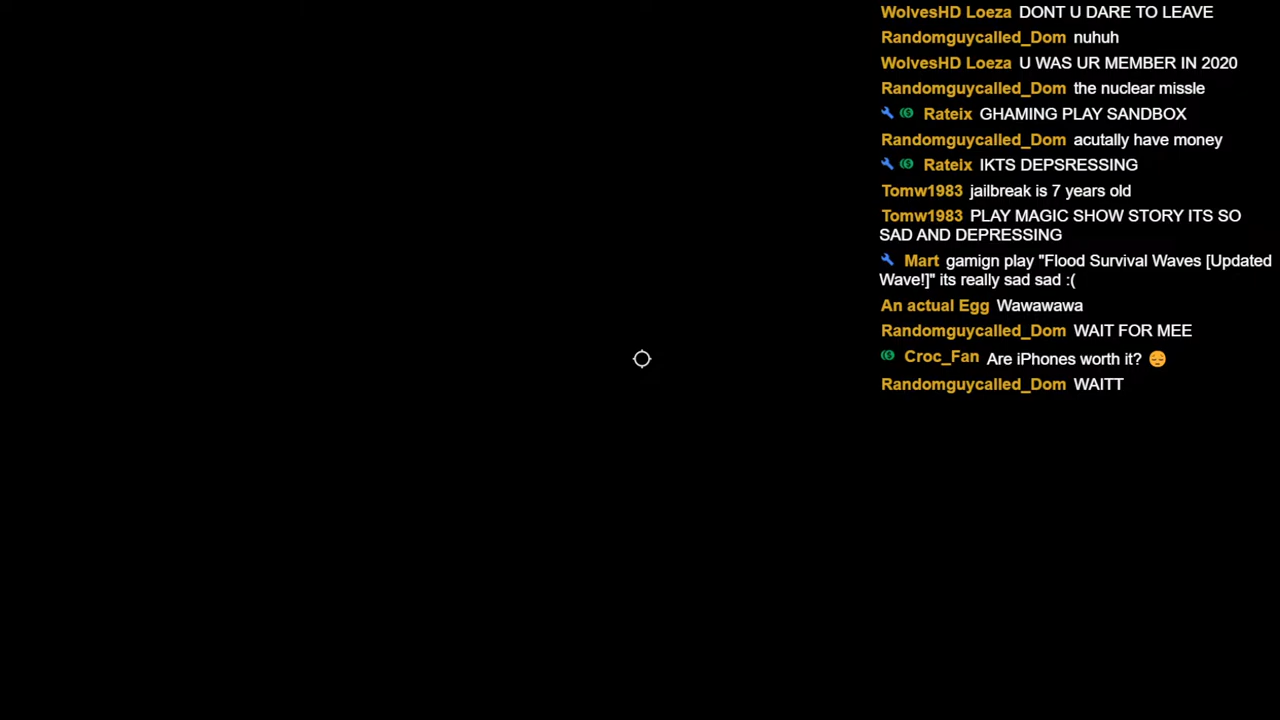 WolvesHD Loeza DONT U DARE TO LEAVE
Randomguycalled_Dom nuhuh
WolvesHD Loeza U WAS UR MEMBER IN 2020
Randomguycalled_Dom the nuclear missle
Rateix GHAMING PLAY SANDBOX
Randomguycalled_Dom acutally have money
Rateix IKTS DEPSRESSING
Tomw1983 jailbreak is 7 years old
Tomw1983 PLAY MAGIC SHOW STORY ITS SO
SAD AND DEPRESSING
Mart gamign play "Flood Survival Waves [Updated
Wave!]" its really sad sad :(
An actual Egg Wawawawa
Randomguycalled_Dom WAIT FOR MEE
Croc_Fan Are iPhones worth it? 😔
Randomguycalled_Dom WAITT